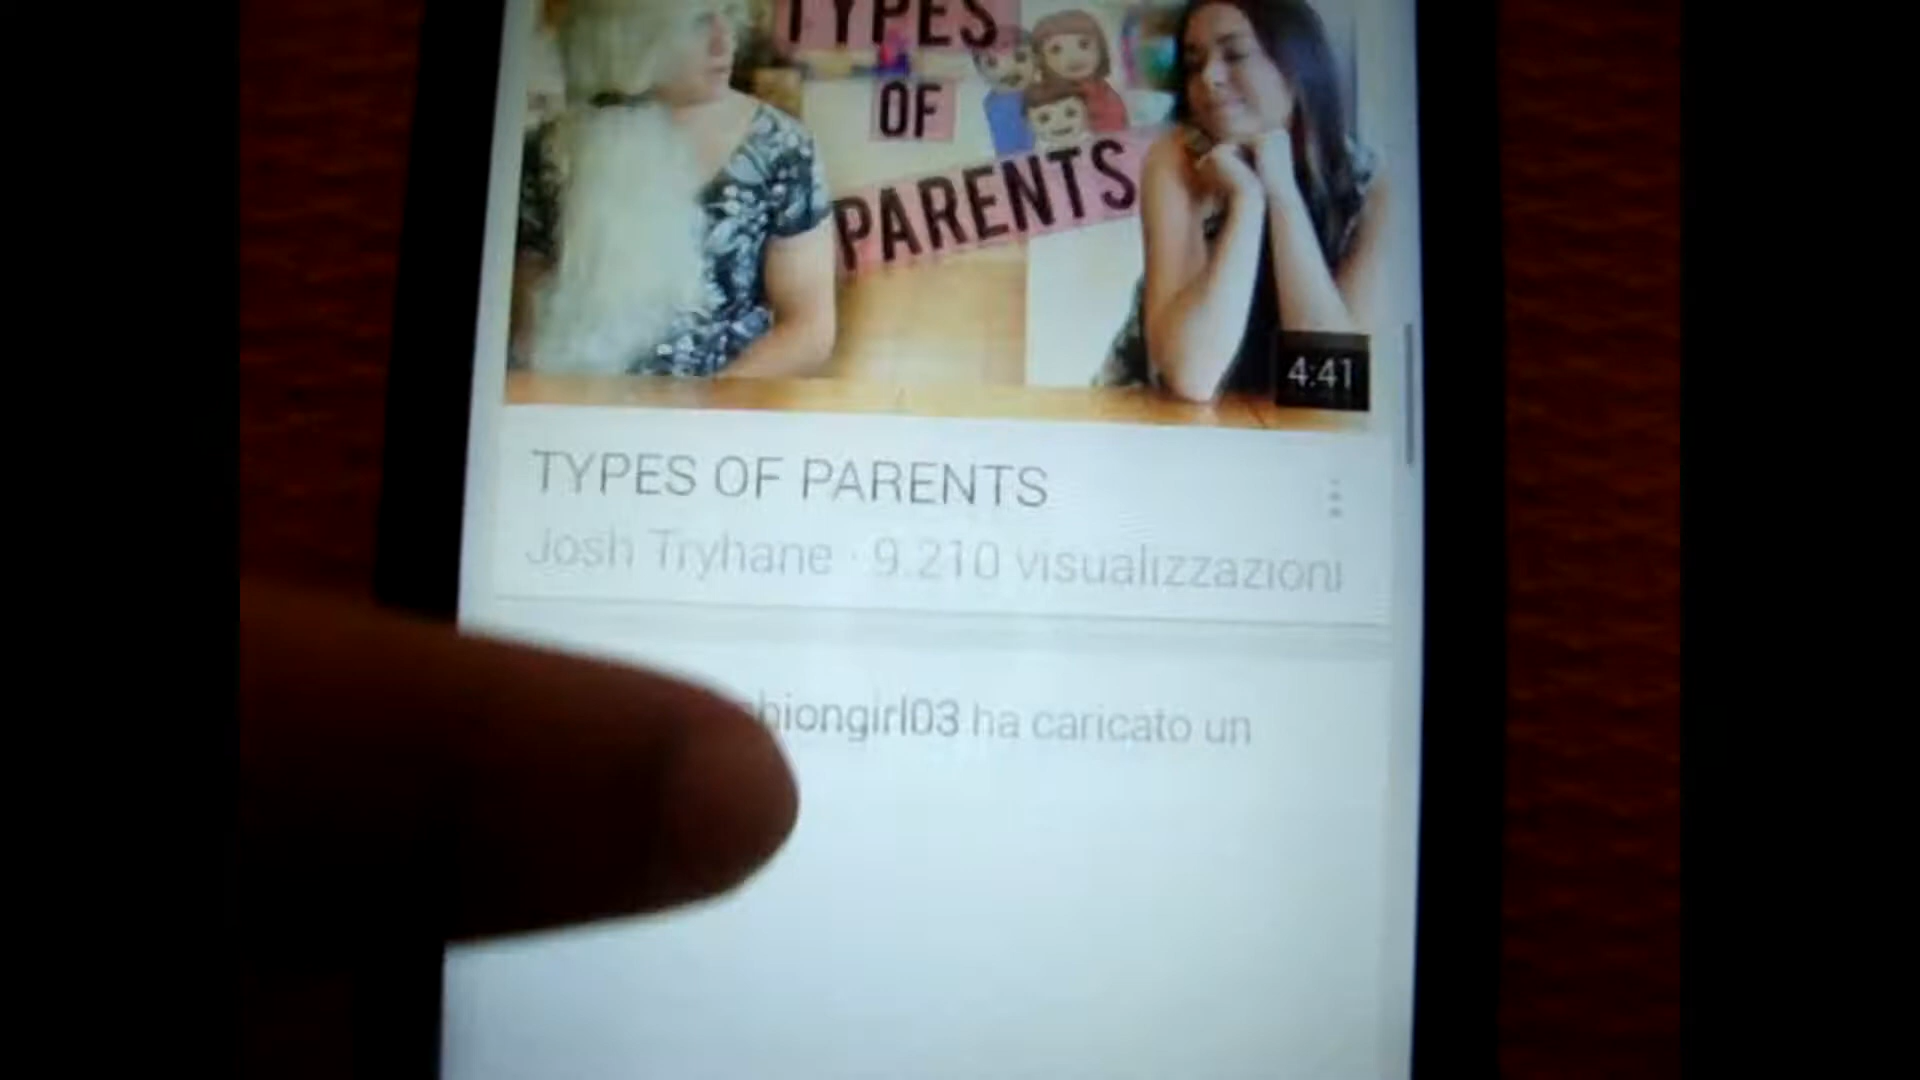 TYPES
OF
PARENTS
4:41
TYPES OF PARENTS
Josh Tryhane · 9.210 visualizzazioni
ha caricato un